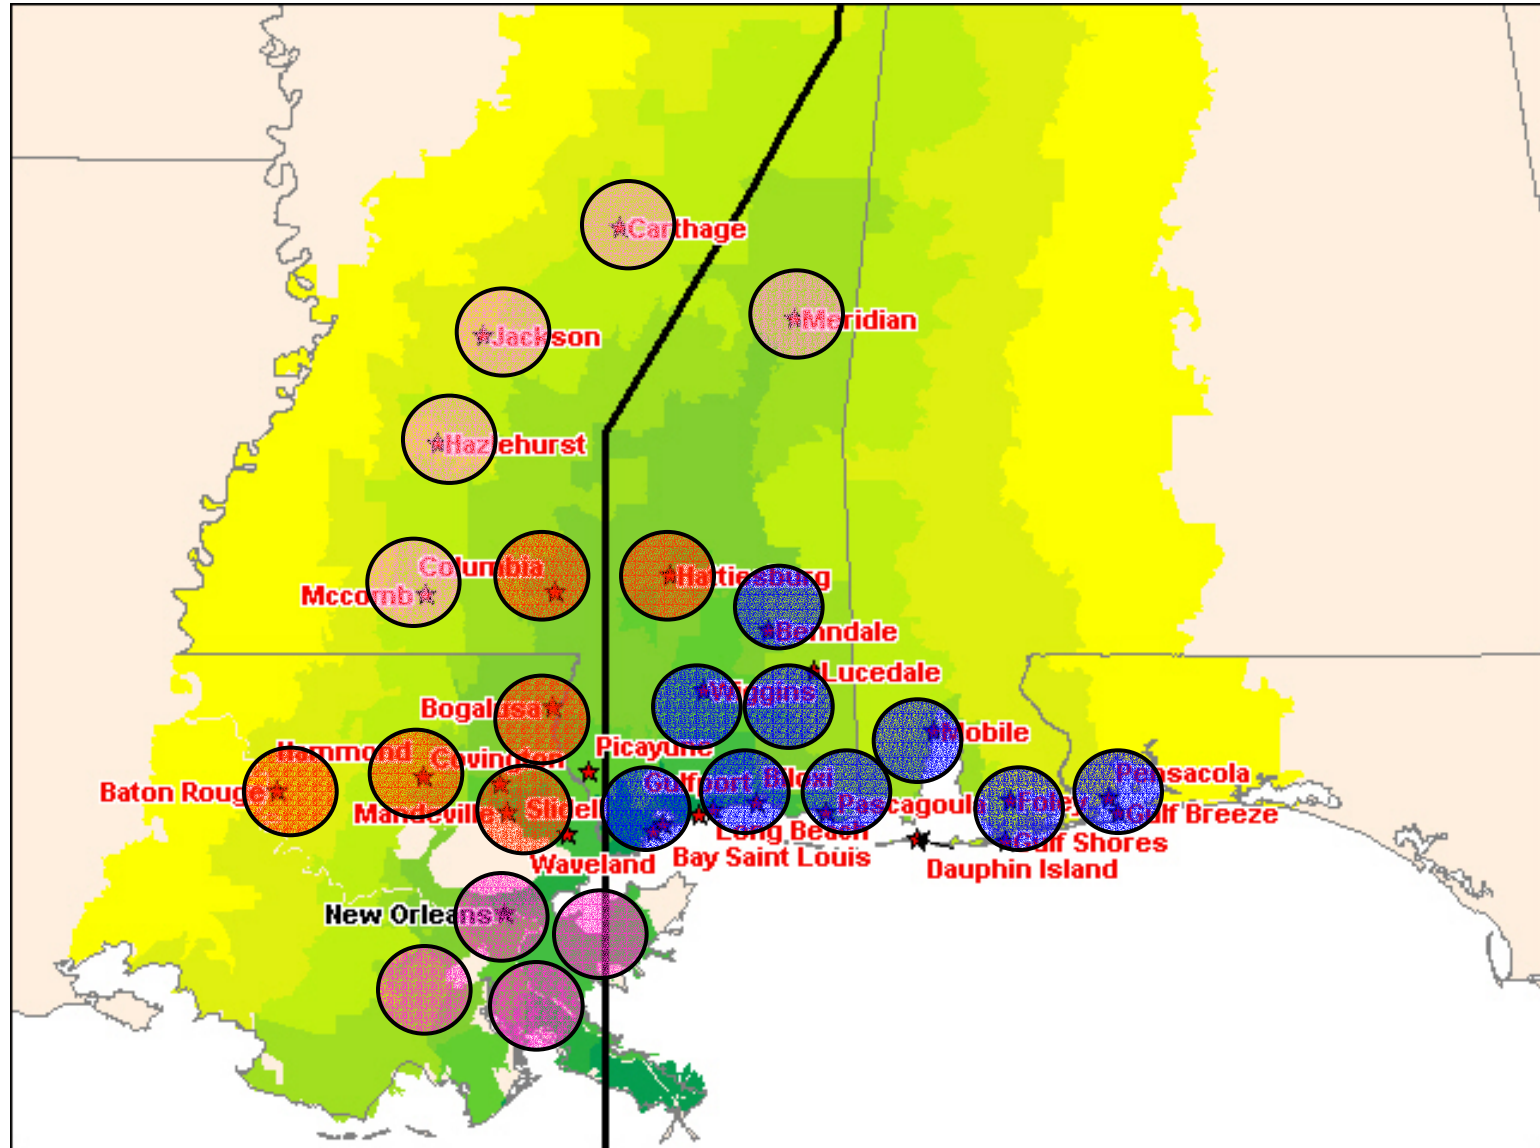 Carthage
Meridian
Jackson
Hazlehurst
Columbia
Hattiesburg
Mccomb
Benndale
Lucedale
Wiggins
Bogalusa
Mobile
Picayune
Hammond
Covington
Pensacola
Gulfport
Biloxi
Baton Rouge
Foley
Pascagoula
Mandeville
Slidell
Gulf Breeze
Long Beach
Gulf Shores
Waveland
Bay Saint Louis
Dauphin Island
New Orleans